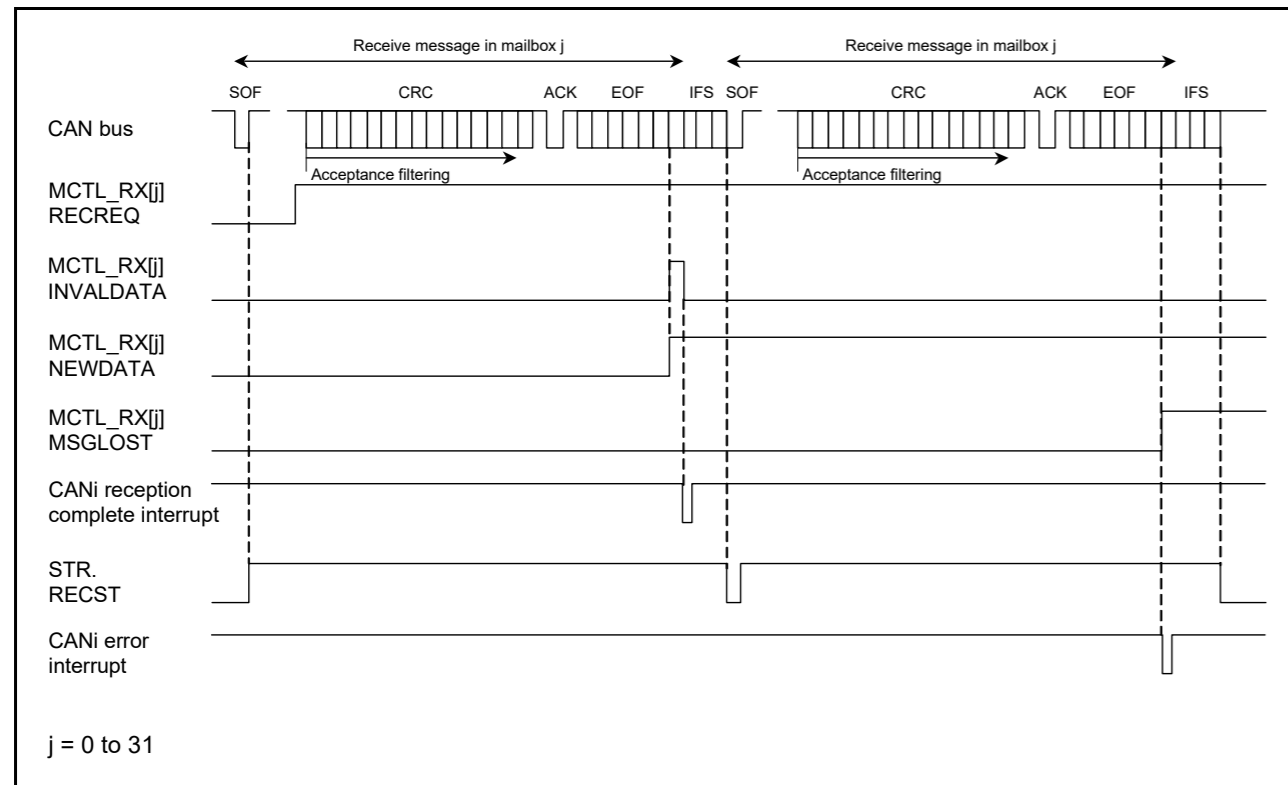 Receive message in mailbox j Receive message in mailbox j
SOF CRC ACK EOF IFS SOF CRC ACK EOF IFS
CAN bus
Acceptance filtering Acceptance filtering
MCTL_RX[j]
RECREQ
MCTL_RX[j]
INVALDATA
MCTL_RX[j]
NEWDATA
MCTL_RX[j]
MSGLOST
CANi reception
complete interrupt
STR.
RECST
CANi error
interrupt
j = 0 to 31